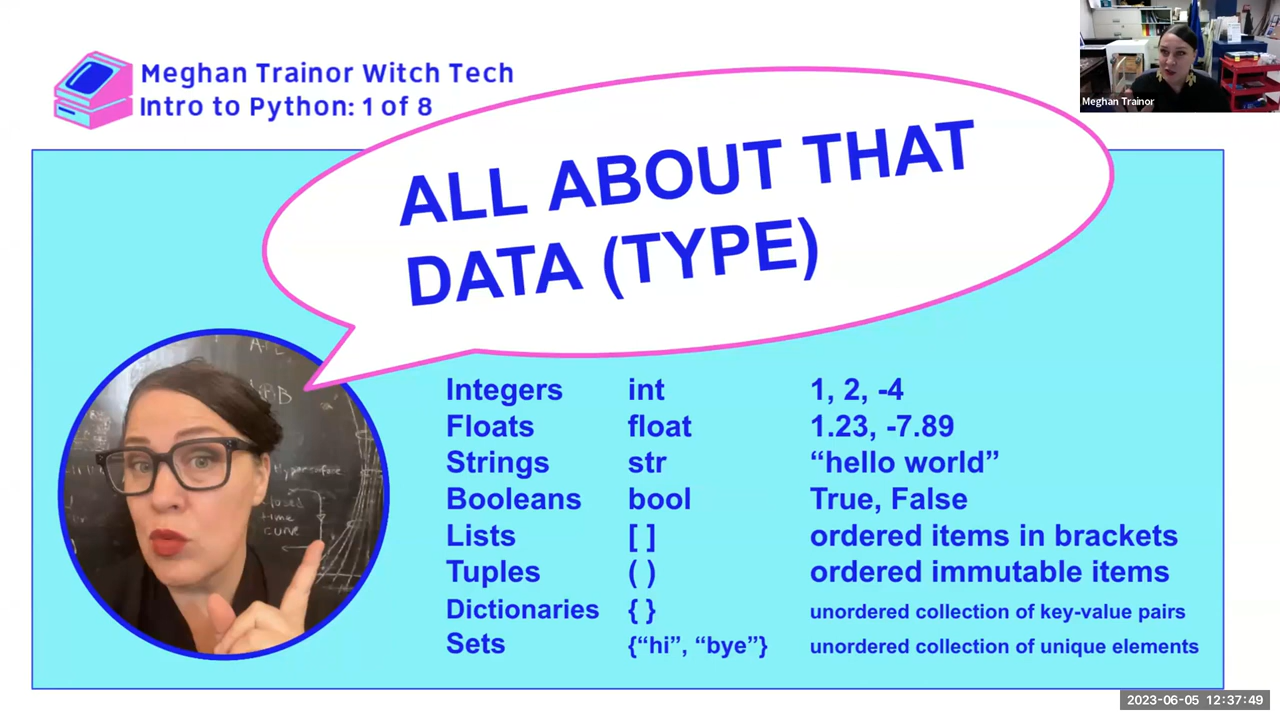 Meghan Trainor Witch Tech
Intro to Python: 1 of 8
Meghan Trainor
ALL ABOUT THAT
DATA (TYPE)
Integers int 1, 2, -4
Floats float 1.23, -7.89
Strings str “hello world”
Booleans bool True, False
Lists [ ] ordered items in brackets
Tuples ( ) ordered immutable items
Dictionaries { } unordered collection of key-value pairs
Sets {“hi”, “bye”} unordered collection of unique elements
time
curve
2023-06-05 12:37:49